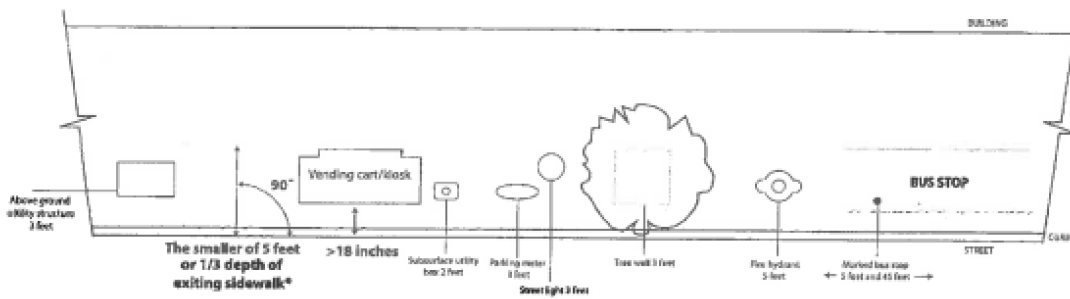 BUILDING
Vending cart/kiosk
90°
BUS STOP
Above ground
utility structure
3 feet
CURB
STREET
The smaller of 5 feet
or 1/3 depth of
exiting sidewalk*
>18 inches
Subsurface utility
box 2 feet
Parking meter
3 feet
Street light 3 feet
Tree well 3 feet
Fire hydrant
5 feet
Marked bus stop
5 feet and 45 feet